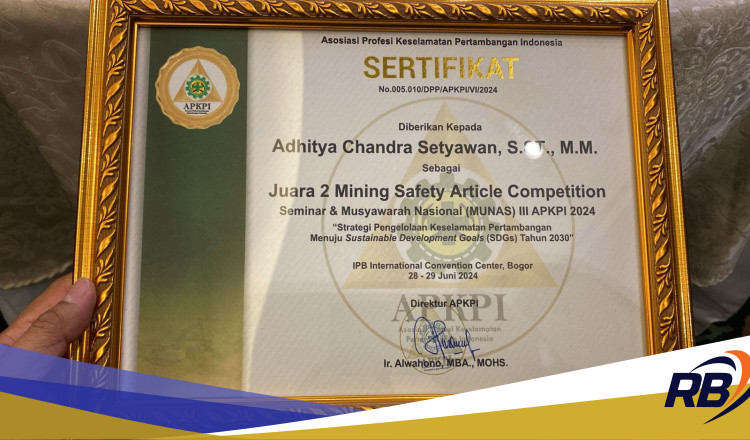 Asosiasi Profesi Keselamatan Pertambangan Indonesia
SERTIFIKAT
No.005.010/DPP/APKPI/VI/2024
APKPI
Diberikan Kepada
Adhitya Chandra Setyawan, S.ST., M.M.
Sebagai
Juara 2 Mining Safety Article Competition
Seminar & Musyawarah Nasional (MUNAS) III APKPI 2024
"Strategi Pengelolaan Keselamatan Pertambangan
Menuju Sustainable Development Goals (SDGs) Tahun 2030"
IPB International Convention Center, Bogor
28 - 29 Juni 2024
APKPI
Direktur APKPI
Asosiasi Profesi Keselamatan
Ir. Alwahono, MBA., MOHS.
RB